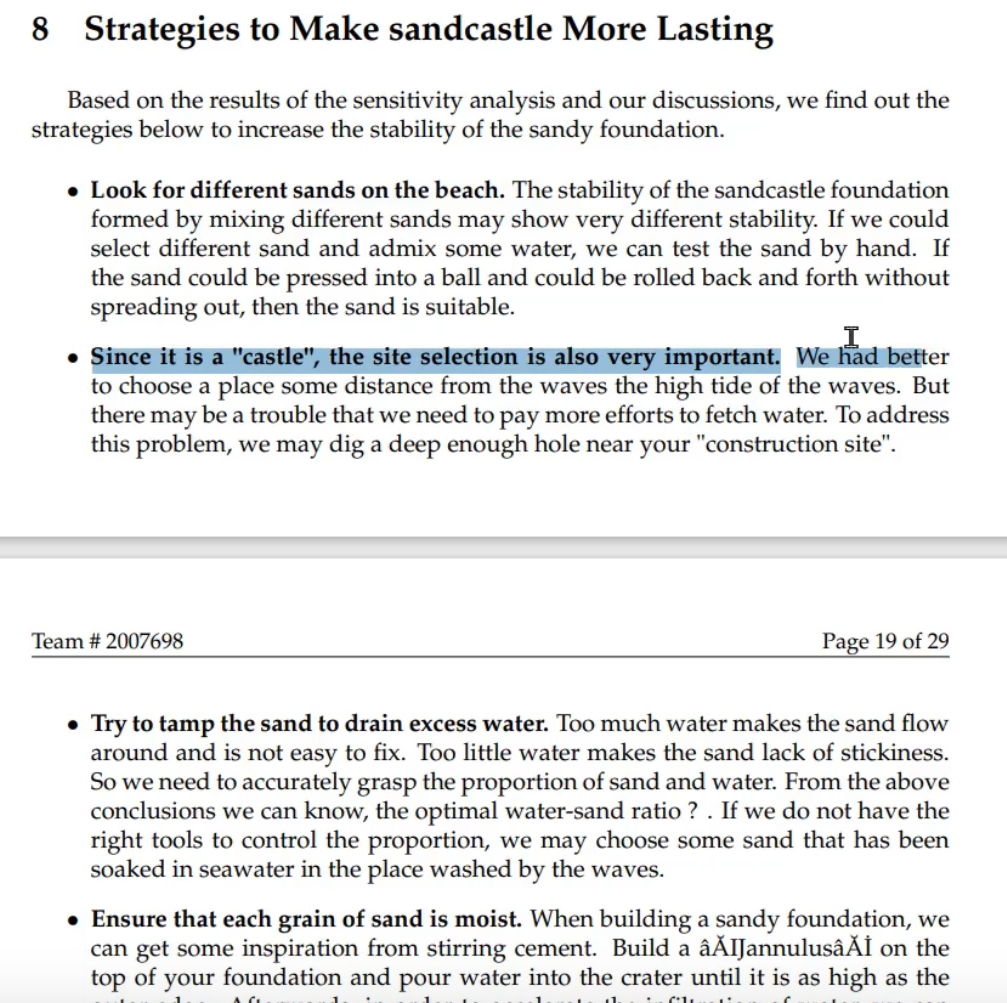 8 Strategies to Make sandcastle More Lasting
Based on the results of the sensitivity analysis and our discussions, we find out the
strategies below to increase the stability of the sandy foundation.
• Look for different sands on the beach. The stability of the sandcastle foundation
formed by mixing different sands may show very different stability. If we could
select different sand and admix some water, we can test the sand by hand. If
the sand could be pressed into a ball and could be rolled back and forth without
spreading out, then the sand is suitable.
• Since it is a "castle", the site selection is also very important. We had better
to choose a place some distance from the waves the high tide of the waves. But
there may be a trouble that we need to pay more efforts to fetch water. To address
this problem, we may dig a deep enough hole near your "construction site".
Team # 2007698
Page 19 of 29
• Try to tamp the sand to drain excess water. Too much water makes the sand flow
around and is not easy to fix. Too little water makes the sand lack of stickiness.
So we need to accurately grasp the proportion of sand and water. From the above
conclusions we can know, the optimal water-sand ratio ? . If we do not have the
right tools to control the proportion, we may choose some sand that has been
soaked in seawater in the place washed by the waves.
• Ensure that each grain of sand is moist. When building a sandy foundation, we
can get some inspiration from stirring cement. Build a âĂIJannulusâĂİ on the
top of your foundation and pour water into the crater until it is as high as the